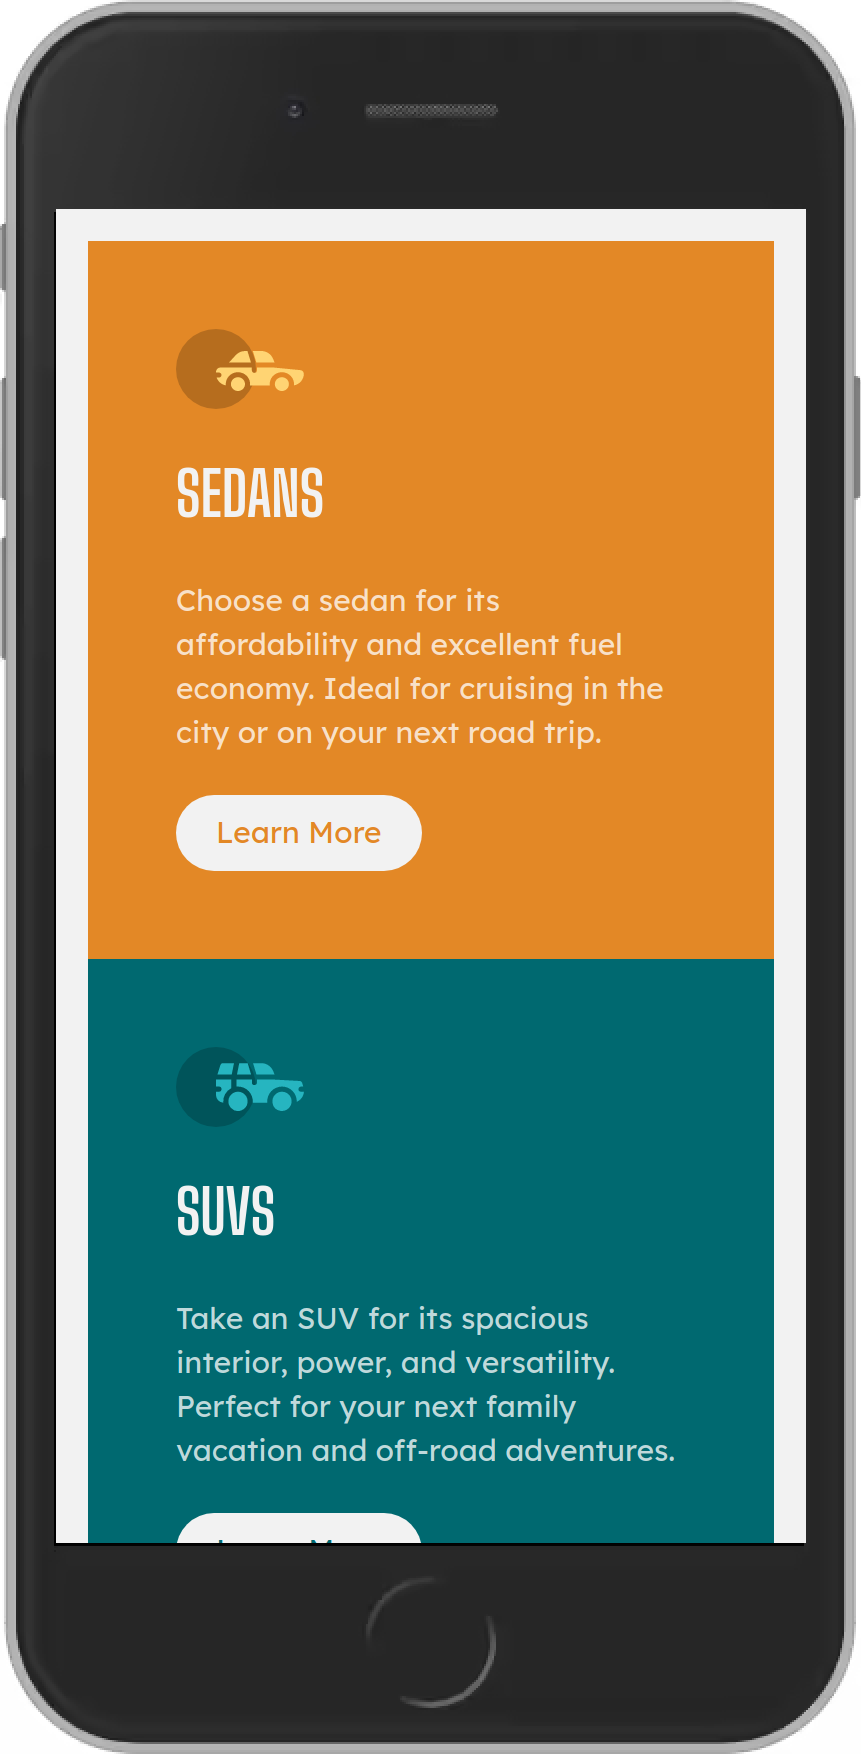 SEDANS
Choose a sedan for its
affordability and excellent fuel
economy. Ideal for cruising in the
city or on your next road trip.
Learn More
SUVS
Take an SUV for its spacious
interior, power, and versatility.
Perfect for your next family
vacation and off-road adventures.